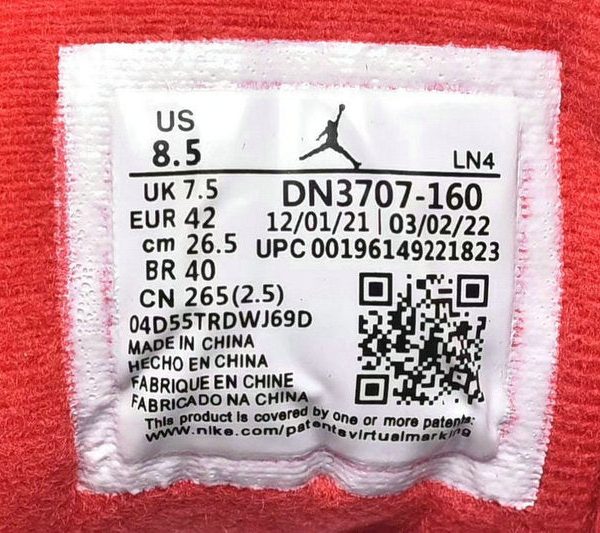 US
8.5
LN4
UK 7.5
DN3707-160
EUR 42
12/01/21 | 03/02/22
cm 26.5
UPC 00196149221823
BR 40
CN 265(2.5)
04D55TRDWJ69D
MADE IN CHINA
HECHO EN CHINA
FABRIQUE EN CHINE
FABRICADO NA CHINA
This product is covered by one or more patents:
www.nike.com/patentsvirtualmarking